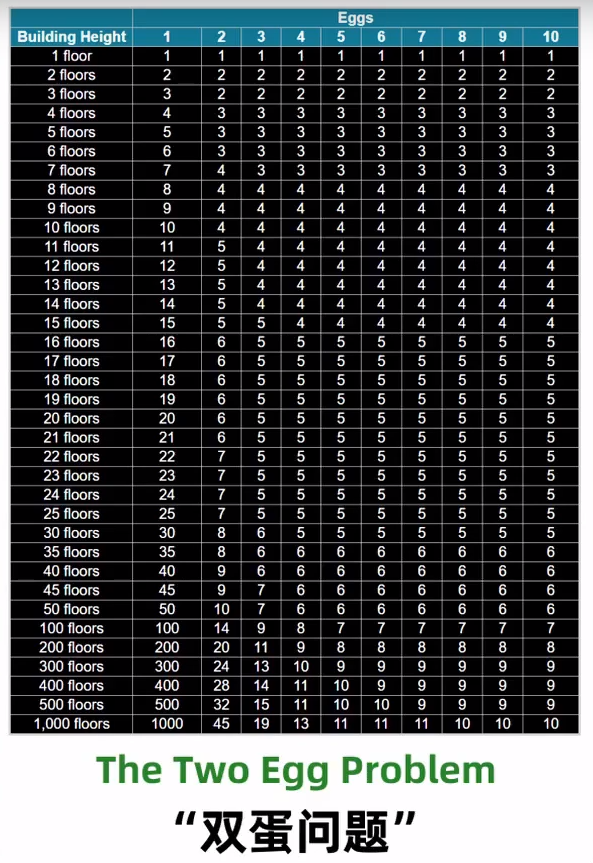 Eggs
Building Height 1 2 3 4 5 6 7 8 9 10
1 floor 1 1 1 1 1 1 1 1 1 1
2 floors 2 2 2 2 2 2 2 2 2 2
3 floors 3 2 2 2 2 2 2 2 2 2
4 floors 4 3 3 3 3 3 3 3 3 3
5 floors 5 3 3 3 3 3 3 3 3 3
6 floors 6 3 3 3 3 3 3 3 3 3
7 floors 7 4 3 3 3 3 3 3 3 3
8 floors 8 4 4 4 4 4 4 4 4 4
9 floors 9 4 4 4 4 4 4 4 4 4
10 floors 10 4 4 4 4 4 4 4 4 4
11 floors 11 5 4 4 4 4 4 4 4 4
12 floors 12 5 4 4 4 4 4 4 4 4
13 floors 13 5 4 4 4 4 4 4 4 4
14 floors 14 5 4 4 4 4 4 4 4 4
15 floors 15 5 5 4 4 4 4 4 4 4
16 floors 16 6 5 5 5 5 5 5 5 5
17 floors 17 6 5 5 5 5 5 5 5 5
18 floors 18 6 5 5 5 5 5 5 5 5
19 floors 19 6 5 5 5 5 5 5 5 5
20 floors 20 6 5 5 5 5 5 5 5 5
21 floors 21 6 5 5 5 5 5 5 5 5
22 floors 22 7 5 5 5 5 5 5 5 5
23 floors 23 7 5 5 5 5 5 5 5 5
24 floors 24 7 5 5 5 5 5 5 5 5
25 floors 25 7 5 5 5 5 5 5 5 5
30 floors 30 8 6 5 5 5 5 5 5 5
35 floors 35 8 6 6 6 6 6 6 6 6
40 floors 40 9 6 6 6 6 6 6 6 6
45 floors 45 9 7 6 6 6 6 6 6 6
50 floors 50 10 7 6 6 6 6 6 6 6
100 floors 100 14 9 8 7 7 7 7 7 7
200 floors 200 20 11 9 8 8 8 8 8 8
300 floors 300 24 13 10 9 9 9 9 9 9
400 floors 400 28 14 11 10 9 9 9 9 9
500 floors 500 32 15 11 10 10 9 9 9 9
1,000 floors 1000 45 19 13 11 11 11 10 10 10
The Two Egg Problem
“双蛋问题”